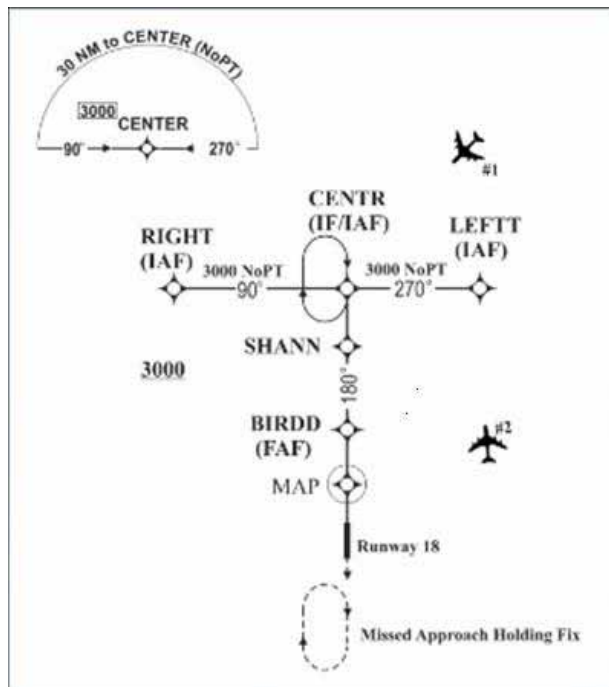 30 NM to CENTER (NoPT)
3000
CENTER
90°
270°
#1
CENTR
(IF/IAF)
RIGHT
(IAF)
LEFTT
(IAF)
3000 NoPT
3000 NoPT
90°
270°
SHANN
3000
180°
BIRDD
(FAF)
#2
MAP
Runway 18
Missed Approach Holding Fix